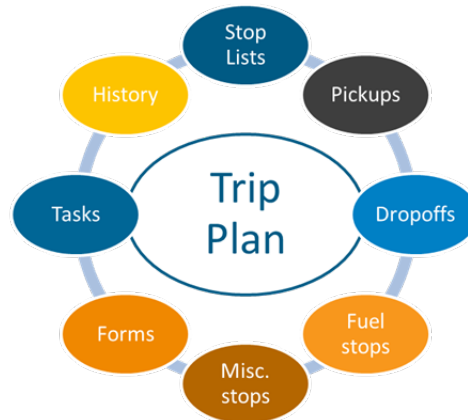 Stop
Lists
History
Pickups
Trip
Plan
Tasks
Dropoffs
Forms
Fuel
stops
Misc.
stops